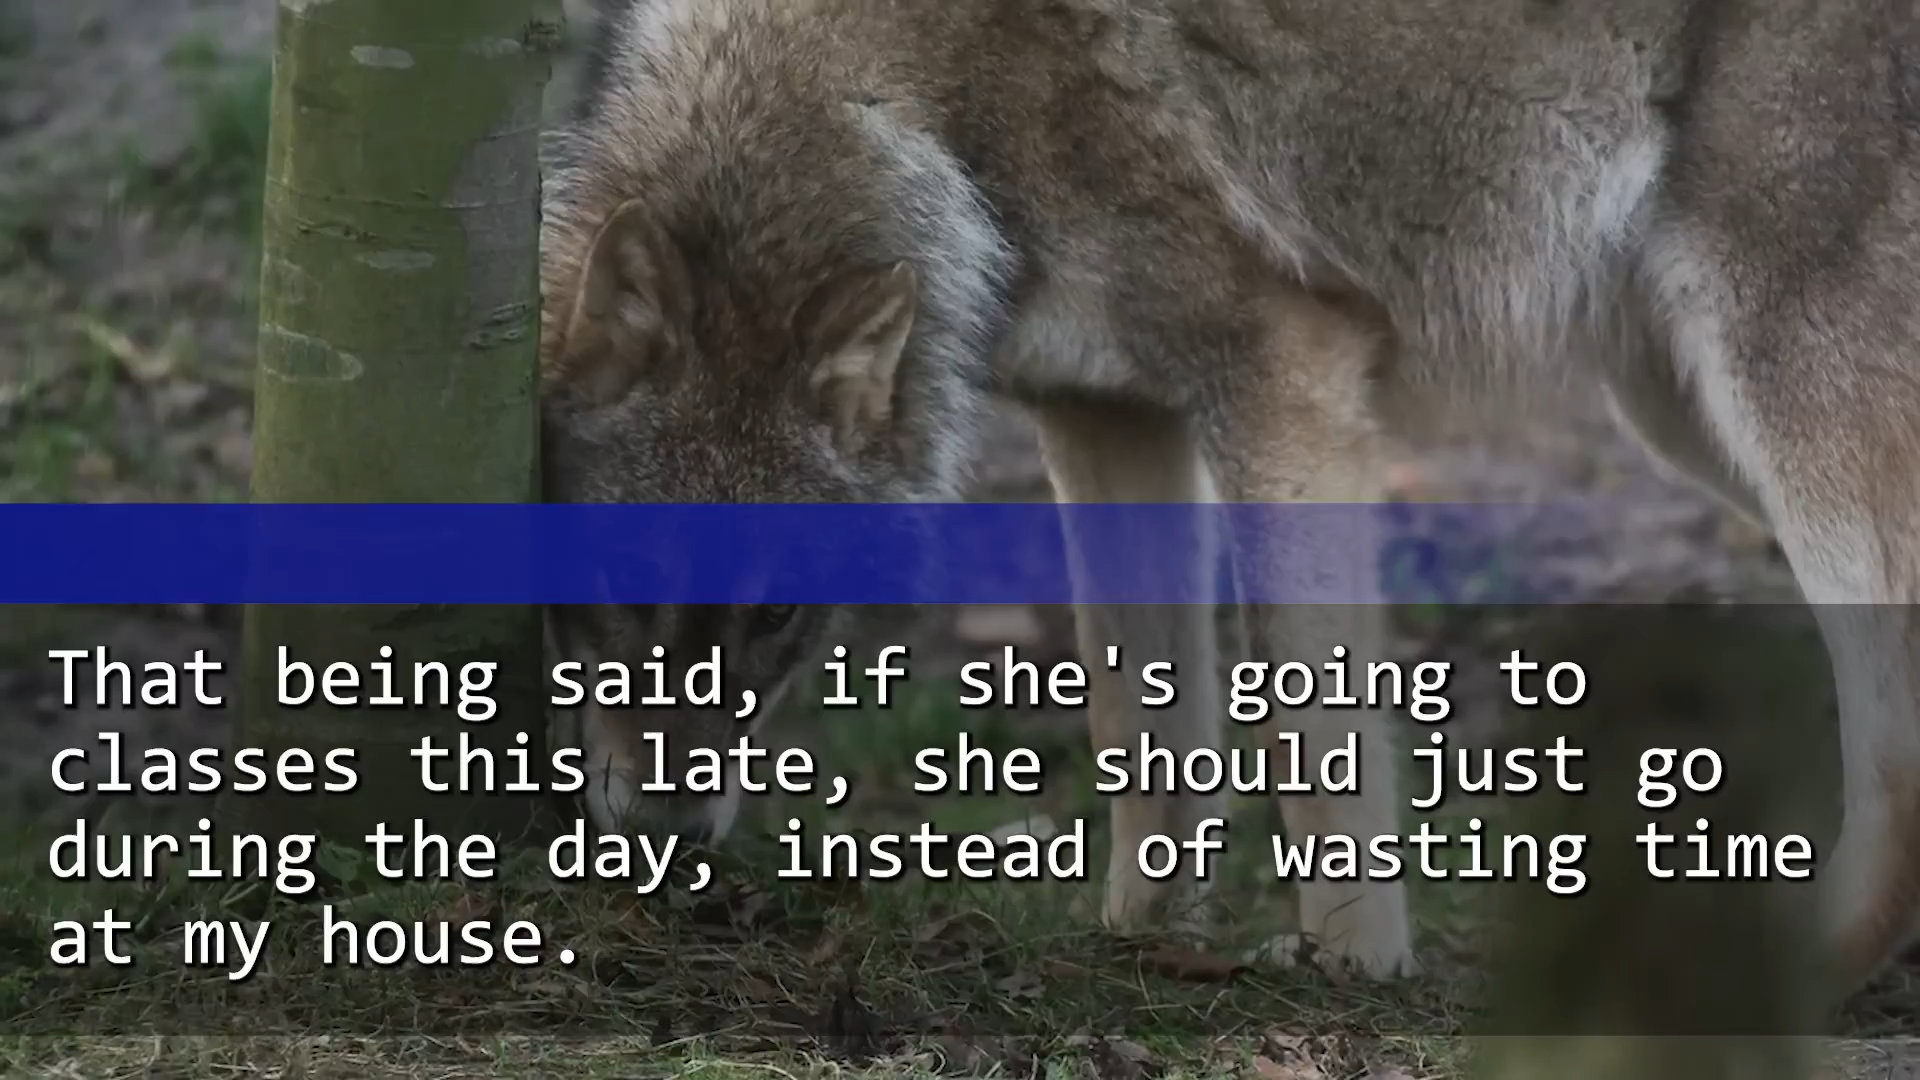 That being said, if she's going to
classes this late, she should just go
during the day, instead of wasting time
at my house.